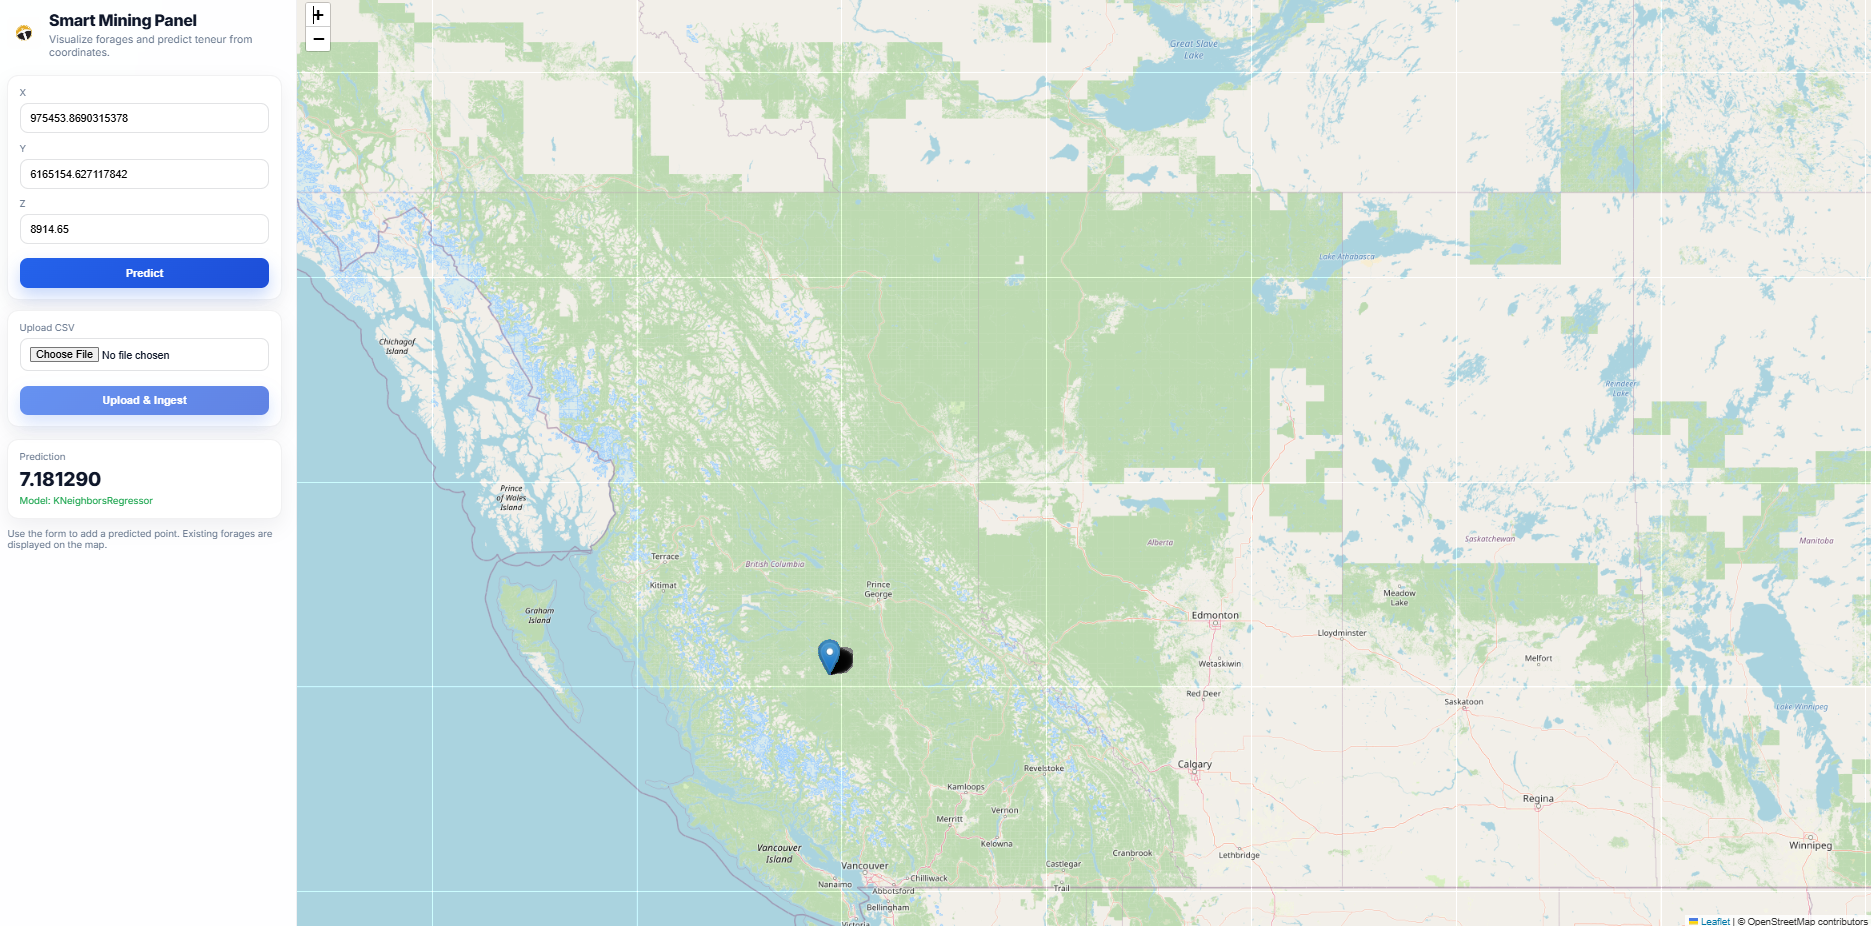 Smart Mining Panel
Visualize forages and predict teneur from
coordinates.
X
975453.8690315378
Y
6165154.627117842
Z
8914.65
Predict
Upload CSV
Choose File No file chosen
Upload & Ingest
Prediction
7.181290
Model: KNeighborsRegressor
Use the form to add a predicted point. Existing forages are
displayed on the map.
+
−
Great Slave
Lake
Lake Athabasca
Chichagof
Island
Reindeer
Lake
Prince
of Wales
Island
Terrace
Kitimat
British Columbia
Prince
George
Alberta
Saskatchewan
Manitoba
Graham
Island
Meadow
Lake
Edmonton
Lloydminster
Wetaskiwin
Melfort
Red Deer
Saskatoon
Lake Winnipeg
Calgary
Revelstoke
Kamloops
Vernon
Merritt
Kelowna
Regina
Winnipeg
Vancouver
Island
Vancouver
Nanaimo
Chilliwack
Abbotsford
Castlegar
Cranbrook
Lethbridge
Trail
Bellingham
Victoria
Leaflet | © OpenStreetMap contributors